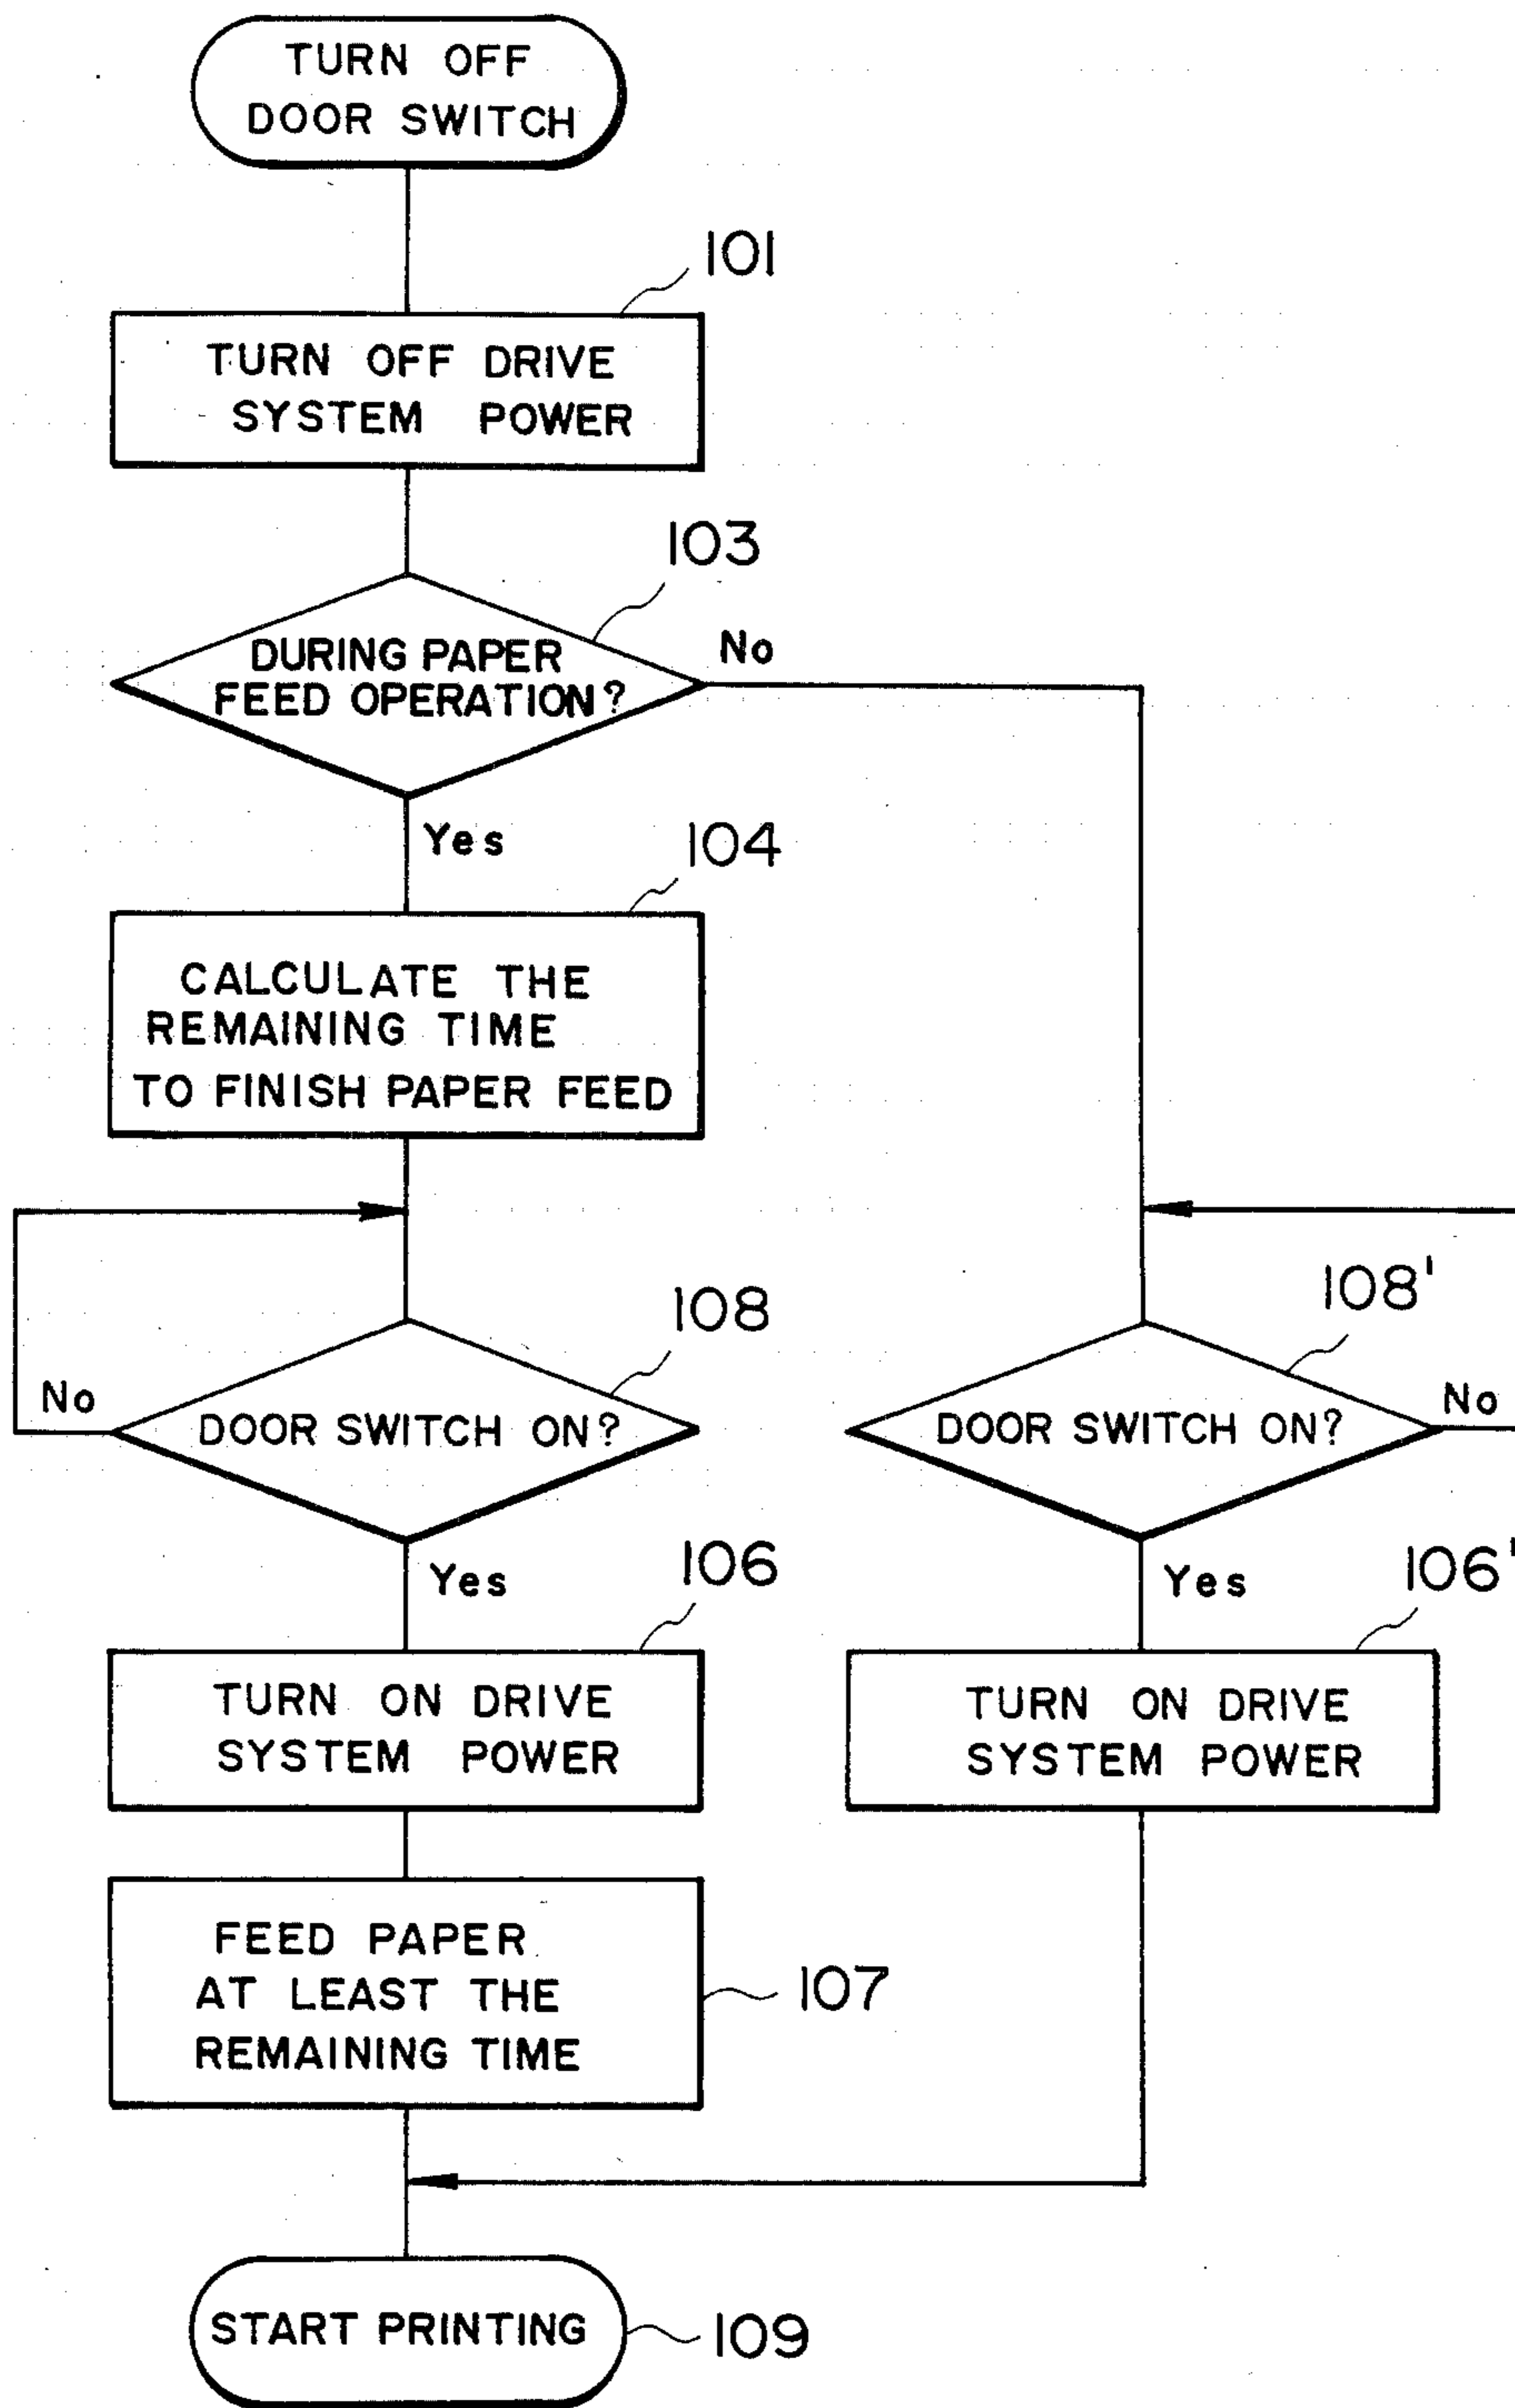 TURN OFF
DOOR SWITCH
101
TURN OFF DRIVE
SYSTEM POWER
103
DURING PAPER
FEED OPERATION?
No
Yes
104
CALCULATE THE
REMAINING TIME
TO FINISH PAPER FEED
108
DOOR SWITCH ON?
No
Yes
108'
DOOR SWITCH ON?
No
Yes
106
TURN ON DRIVE
SYSTEM POWER
106'
TURN ON DRIVE
SYSTEM POWER
FEED PAPER
AT LEAST THE
REMAINING TIME
107
START PRINTING
109